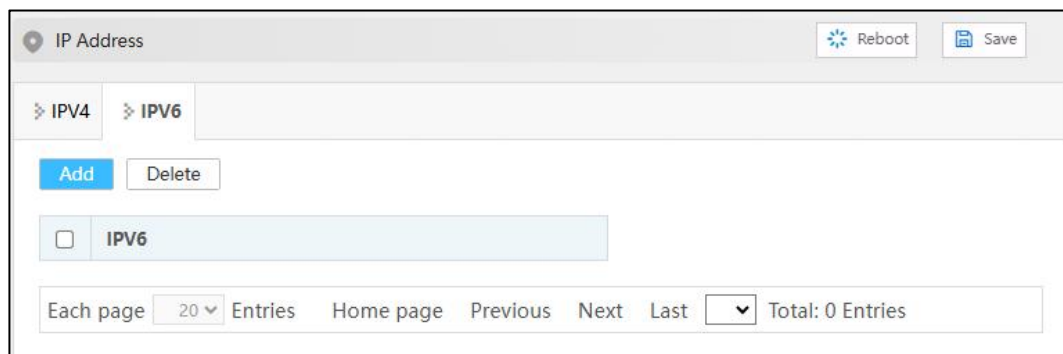 IP Address Reboot Save
IPV4 IPV6
Add Delete
IPV6
Each page 20 Entries Home page Previous Next Last Total: 0 Entries